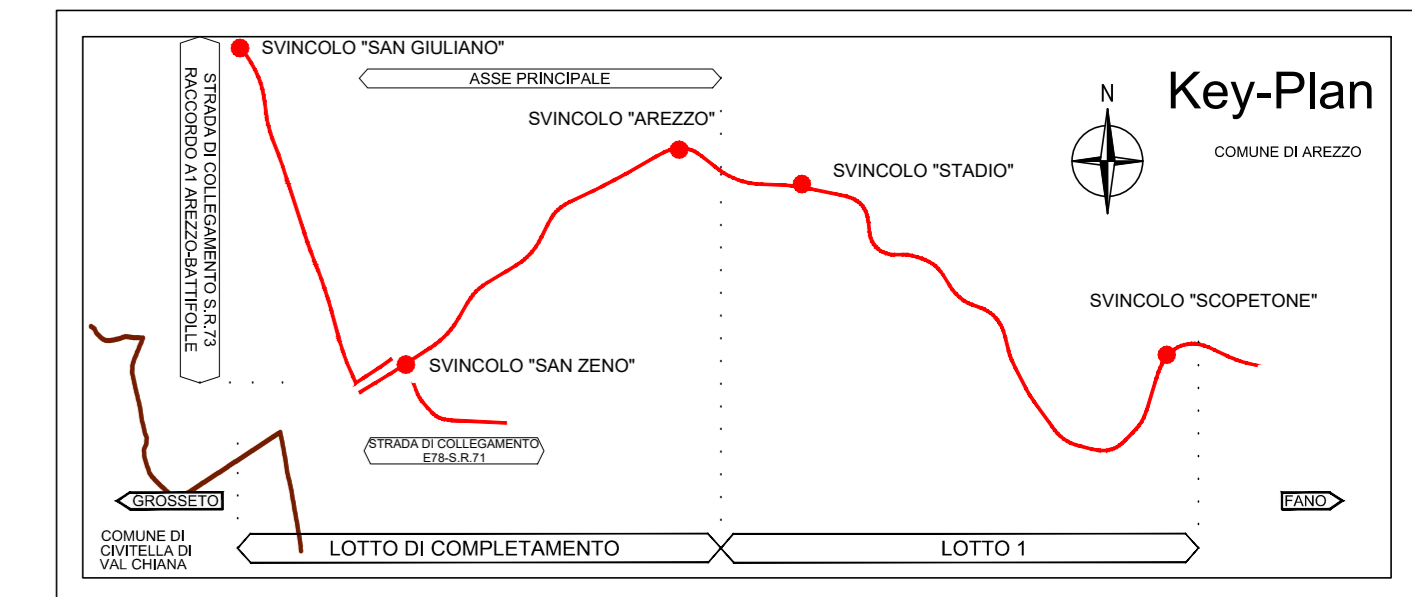 SVINCOLO "SAN GIULIANO"
ASSE PRINCIPALE
Key-Plan
N
SVINCOLO "AREZZO"
COMUNE DI AREZZO
STRADA DI COLLEGAMENTO S.R.73
RACCORDO A1 AREZZO-BATTIFOLLE
SVINCOLO "STADIO"
SVINCOLO "SCOPETONE"
SVINCOLO "SAN ZENO"
STRADA DI COLLEGAMENTO
E78-S.R.71
GROSSETO
FANO
COMUNE DI
CIVITELLA DI
VAL CHIANA
LOTTO DI COMPLETAMENTO
LOTTO 1